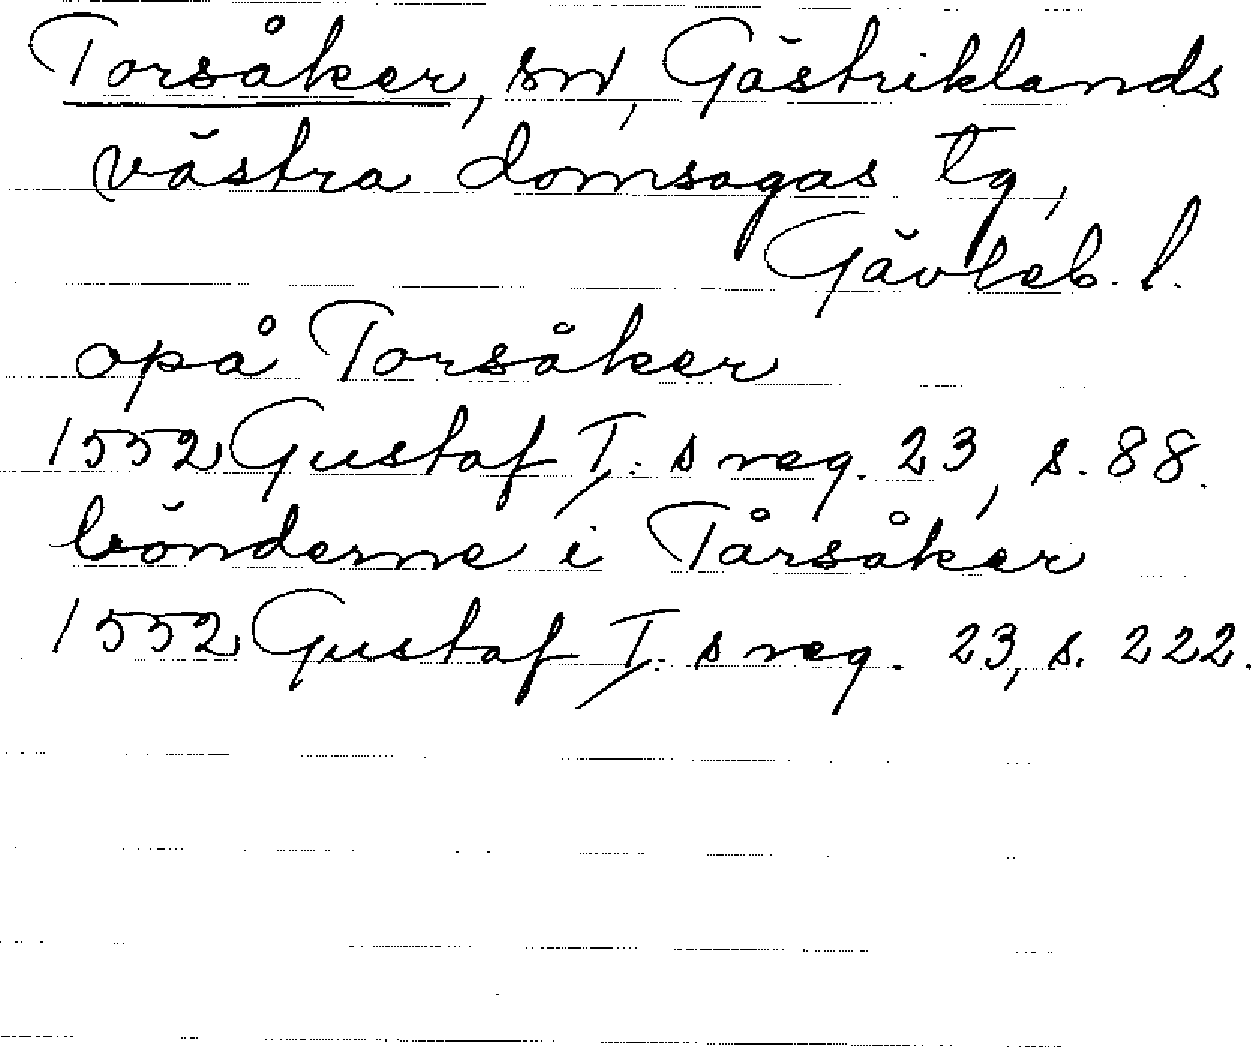 Torsåker, sn, Gästriklands
västra domsagas tg,
Gävleb. l.
opå Torsåker
1552 Gustaf I:s reg. 23, s. 88.
bönderne i Tårsåker
1552 Gustaf I:s reg. 23, s. 222.